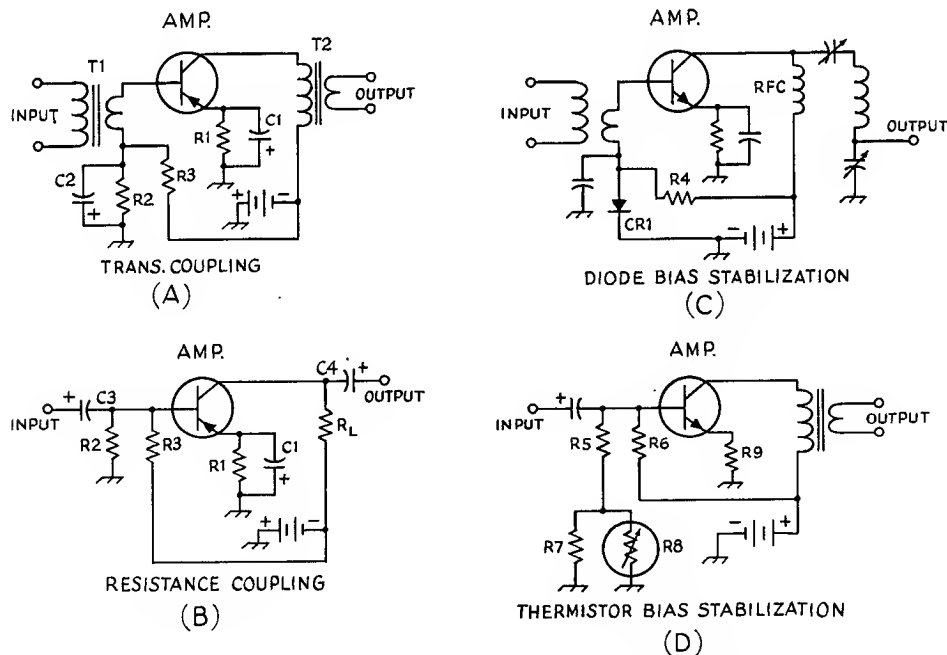 AMP.
T1
T2
INPUT
OUTPUT
C1
+
R1
C2
+
R2
R3
+
-
TRANS. COUPLING
(A)
AMP.
INPUT
RFC
OUTPUT
R4
CR1
-
+
DIODE BIAS STABILIZATION
(C)
AMP.
+
C3
C4
+
INPUT
OUTPUT
R2
R3
RL
R1
C1
+
+
-
RESISTANCE COUPLING
(B)
AMP.
+
INPUT
OUTPUT
R5
R6
R9
R7
R8
-
+
THERMISTOR BIAS STABILIZATION
(D)